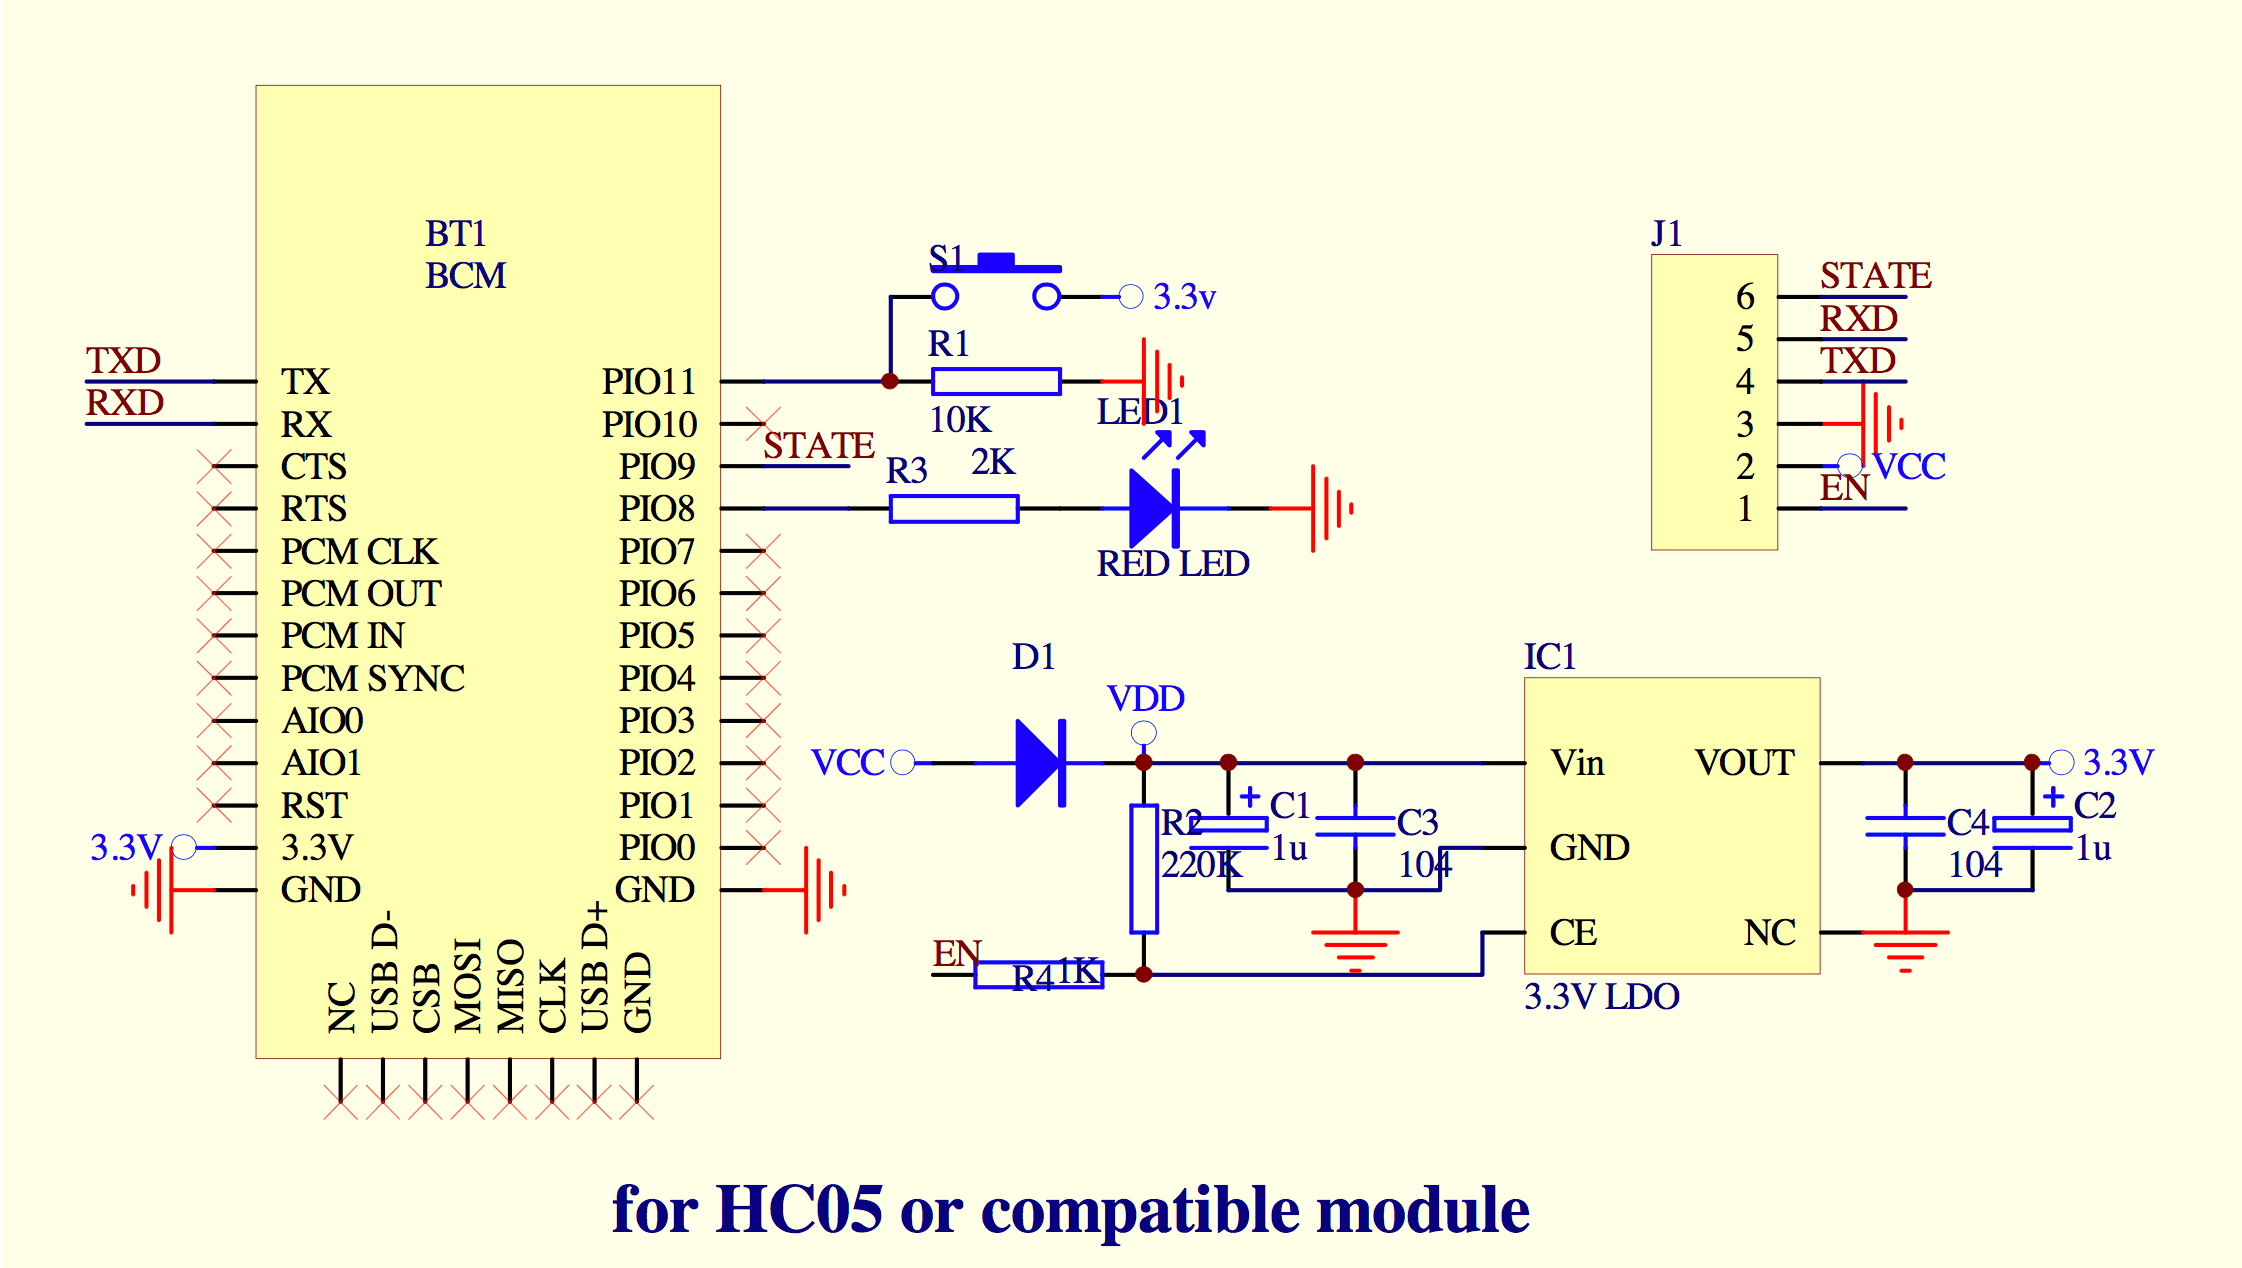 BT1
BCM
TXD
RXD
TX
RX
CTS
RTS
PCM CLK
PCM OUT
PCM IN
PCM SYNC
AIO0
AIO1
RST
3.3V
3.3V
GND
PIO11
PIO10
PIO9
PIO8
PIO7
PIO6
PIO5
PIO4
PIO3
PIO2
PIO1
PIO0
GND
NC
USB D-
CSB
MOSI
MISO
CLK
USB D+
GND
S1
3.3v
R1
10K
STATE
R3
2K
LED1
RED LED
J1
6
STATE
5
RXD
4
TXD
3
2
VCC
1
EN
D1
VDD
VCC
R2
220K
C1
1u
C3
104
EN
R4
1K
IC1
Vin
VOUT
GND
CE
NC
3.3V LDO
3.3V
C4
104
C2
1u
for HC05 or compatible module